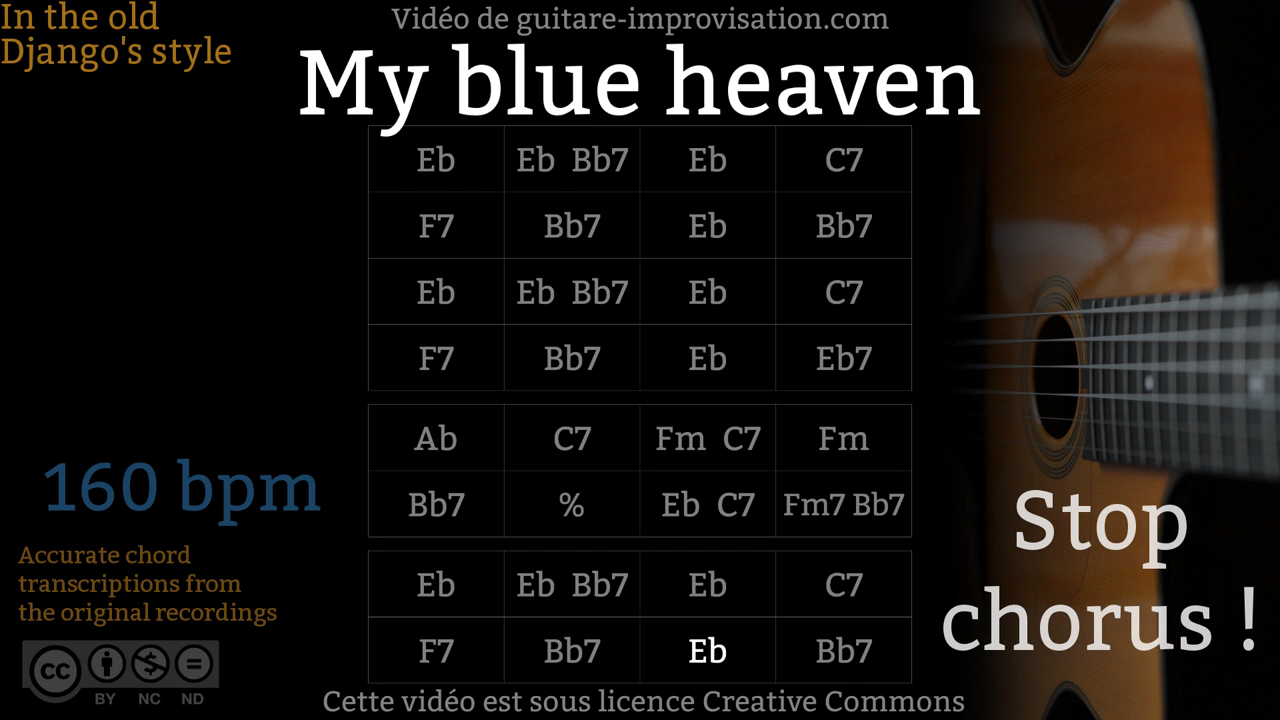 In the old
Django's style
Vidéo de guitare-improvisation.com
My blue heaven
Eb Eb Bb7 Eb C7
F7 Bb7 Eb Bb7
Eb Eb Bb7 Eb C7
F7 Bb7 Eb Eb7
Ab C7 Fm C7 Fm
Bb7 % Eb C7 Fm7 Bb7
Eb Eb Bb7 Eb C7
F7 Bb7 Eb Bb7
160 bpm
Accurate chord
transcriptions from
the original recordings
cc
BY NC ND
Stop
chorus !
Cette vidéo est sous licence Creative Commons